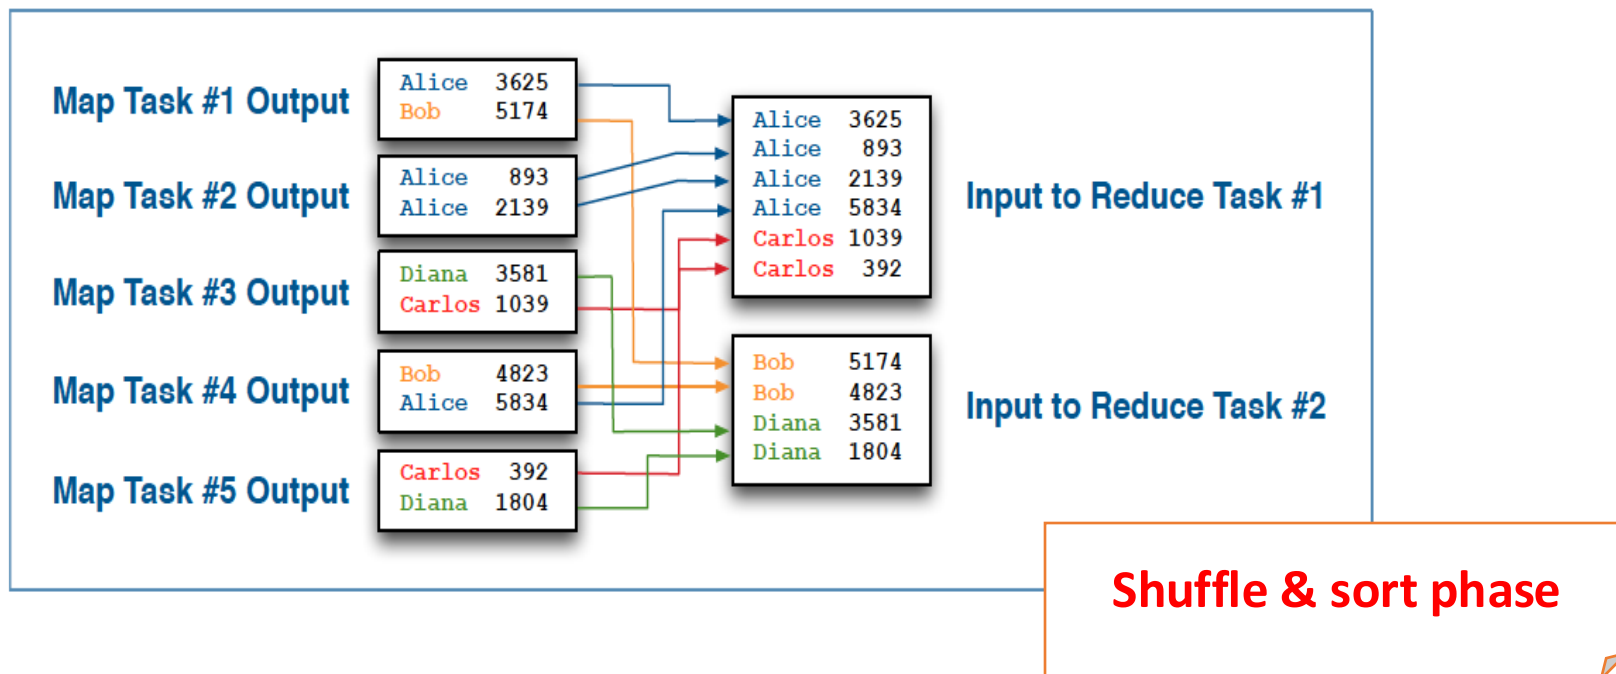 Map Task #1 Output
Alice 3625
Bob 5174
Map Task #2 Output
Alice 893
Alice 2139
Map Task #3 Output
Diana 3581
Carlos 1039
Map Task #4 Output
Bob 4823
Alice 5834
Map Task #5 Output
Carlos 392
Diana 1804
Alice 3625
Alice 893
Alice 2139
Alice 5834
Carlos 1039
Carlos 392
Input to Reduce Task #1
Bob 5174
Bob 4823
Diana 3581
Diana 1804
Input to Reduce Task #2
Shuffle & sort phase